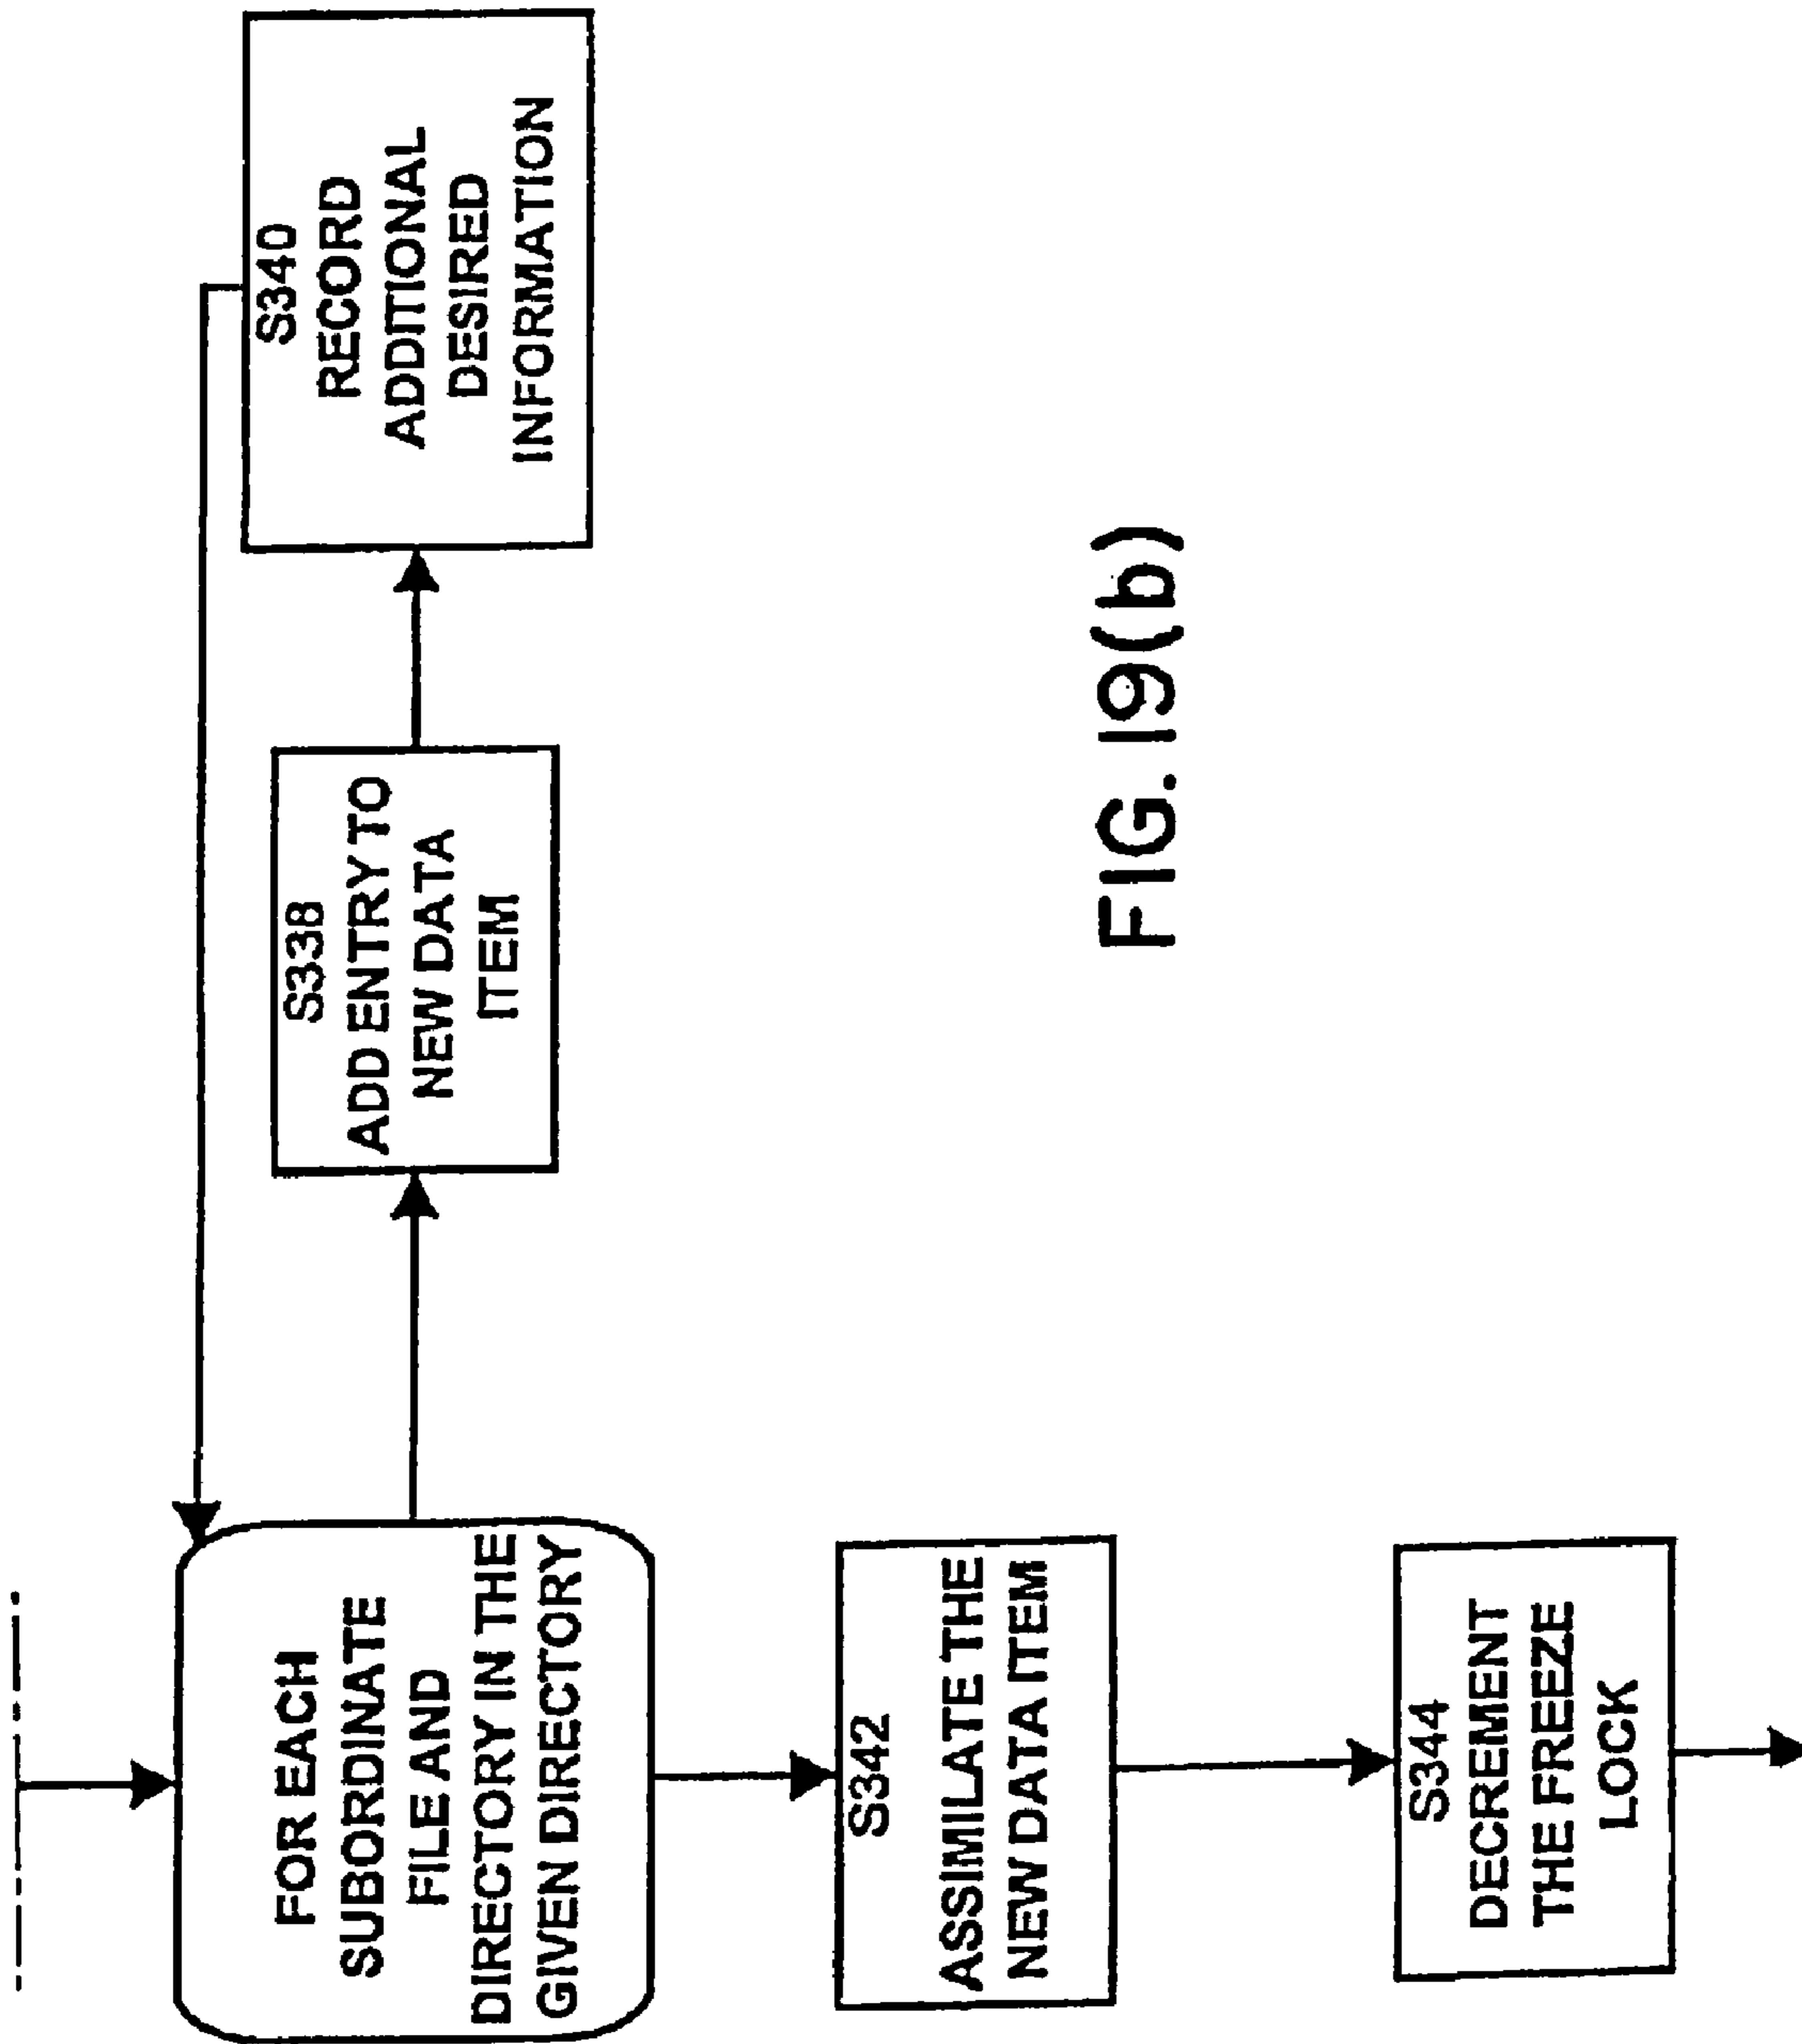 FOR EACH
SUBORDINATE
FILE AND
DIRECTORY IN THE
GIVEN DIRECTORY
S338
ADD ENTRY TO
NEW DATA
ITEM
S340
RECORD
ADDITIONAL
DESIRED
INFORMATION
S342
ASSIMILATE THE
NEW DATA ITEM
S344
DECREMENT
THE FREEZE
LOCK
FIG. 19(b)